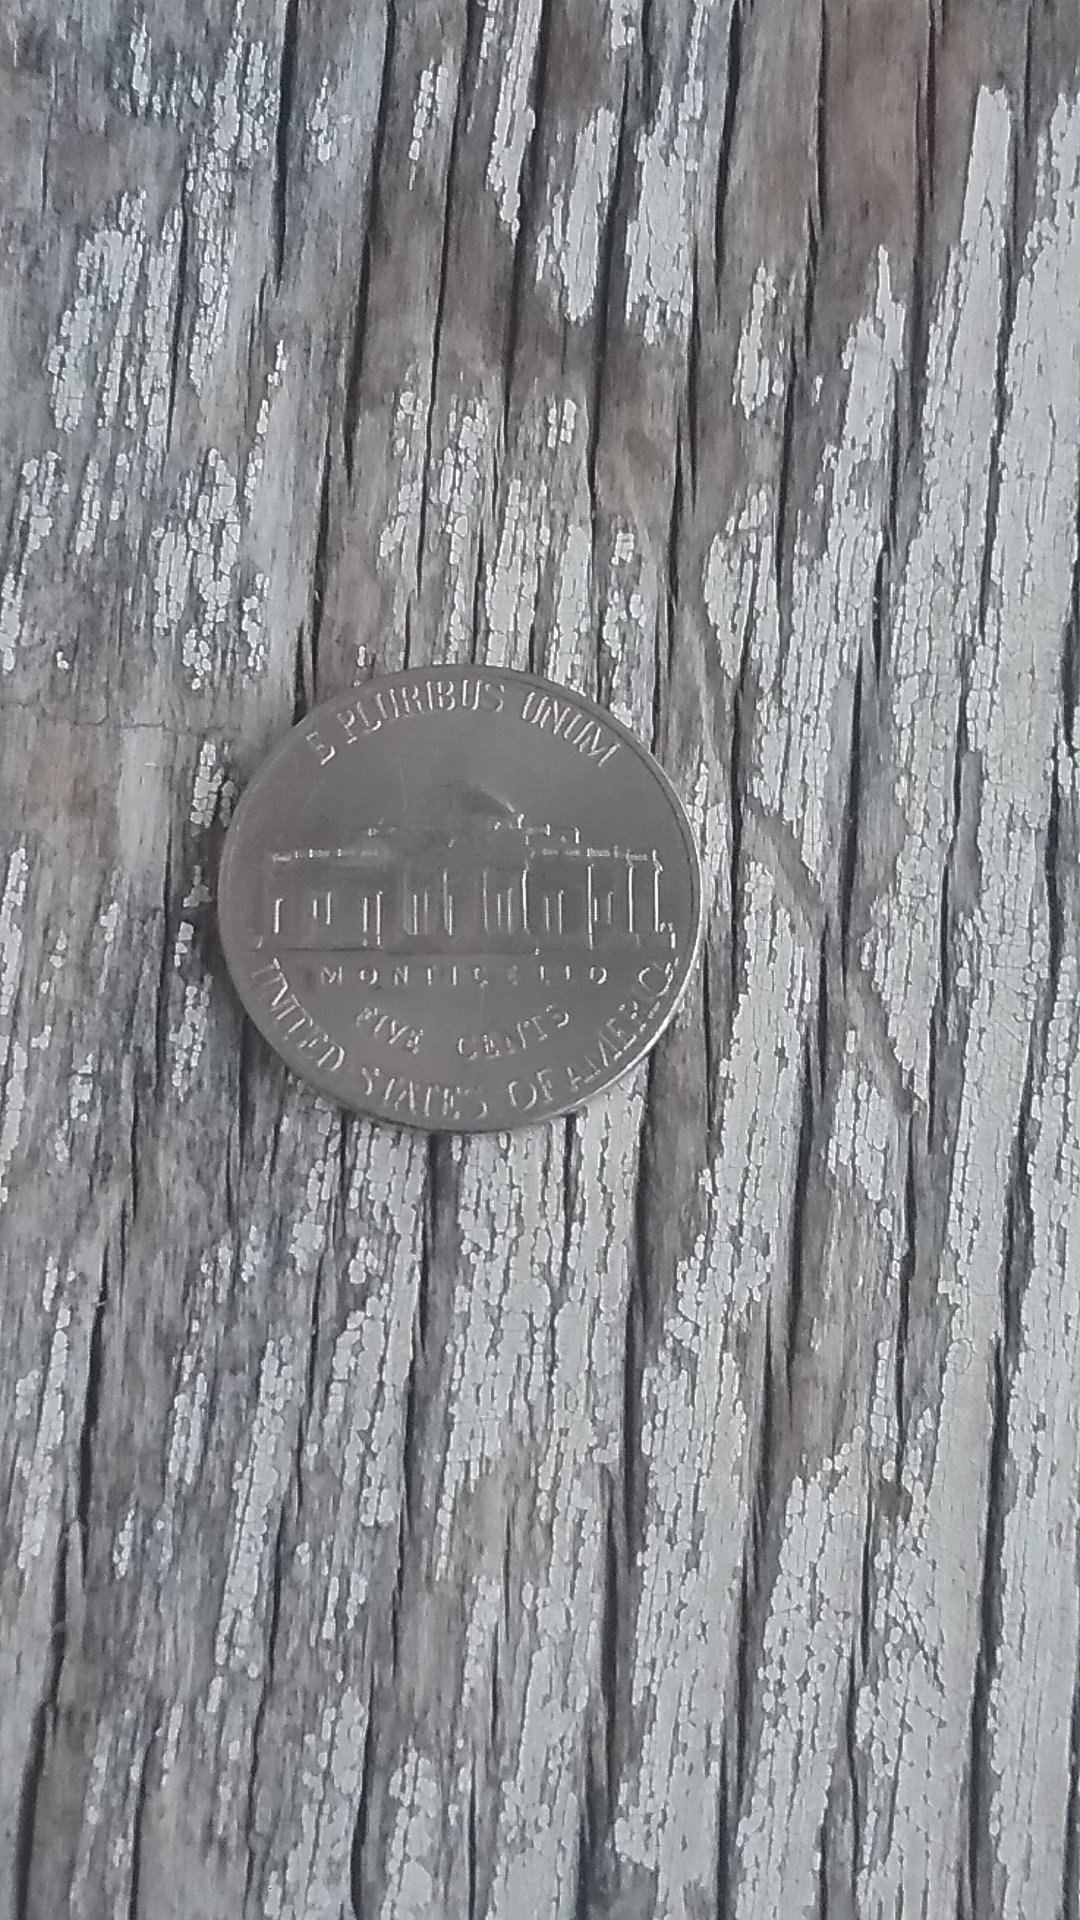 E PLURIBUS UNUM
MONTICELLO
FIVE CENTS
UNITED STATES OF AMERICA